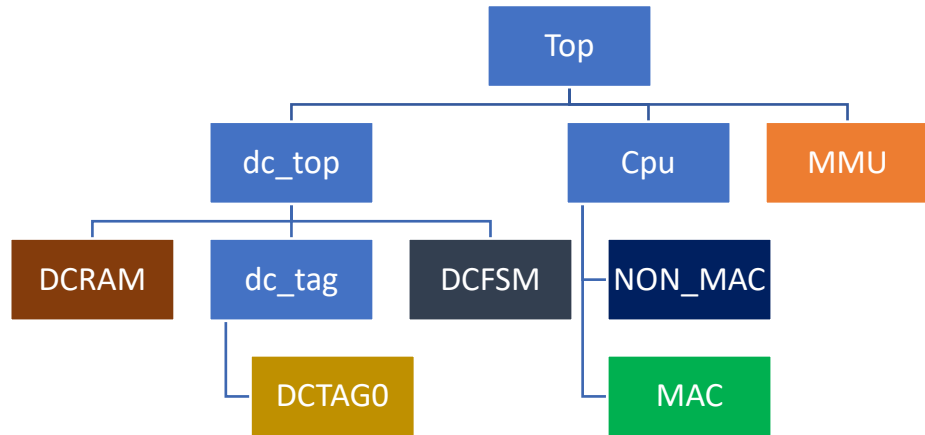 Top
dc_top
Cpu
MMU
DCRAM
dc_tag
DCFSM
NON_MAC
DCTAG0
MAC